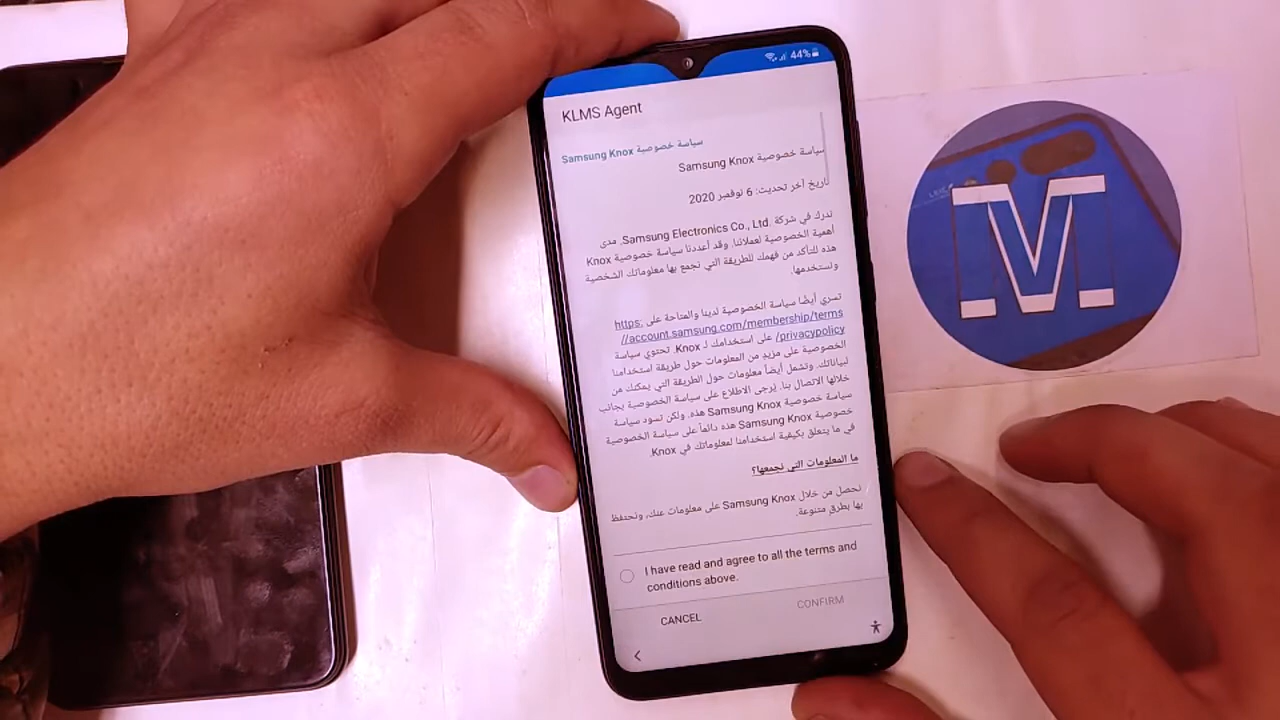 44%
KLMS Agent
سياسة خصوصية Samsung Knox
سياسة خصوصية Samsung Knox
تاريخ آخر تحديث: 6 نوفمبر 2020
ندرك في شركة Samsung Electronics Co., Ltd. مدى
أهمية الخصوصية لعملائنا. وقد أعددنا سياسة خصوصية Knox
هذه للتأكد من فهمك للطريقة التي نجمع بها معلوماتك الشخصية
ونستخدمها.
تسري أيضًا سياسة الخصوصية لدينا والمتاحة على https:
//account.samsung.com/membership/terms
/privacypolicy على استخدامك لـ Knox. تحتوي سياسة
الخصوصية على مزيد من المعلومات حول طريقة استخدامنا
لبياناتك. وتشمل أيضاً معلومات حول الطريقة التي يمكنك من
خلالها الاتصال بنا. يُرجى الاطلاع على سياسة الخصوصية بجانب
سياسة خصوصية Samsung Knox هذه. ولكن تسود سياسة
خصوصية Samsung Knox هذه دائماً على سياسة الخصوصية
في ما يتعلق بكيفية استخدامنا لمعلوماتك في Knox.
ما المعلومات التي نجمعها؟
نحصل من خلال Samsung Knox على معلومات عنك، ونحتفظ
بها بطرق متنوعة.
I have read and agree to all the terms and
conditions above.
CANCEL
CONFIRM
M